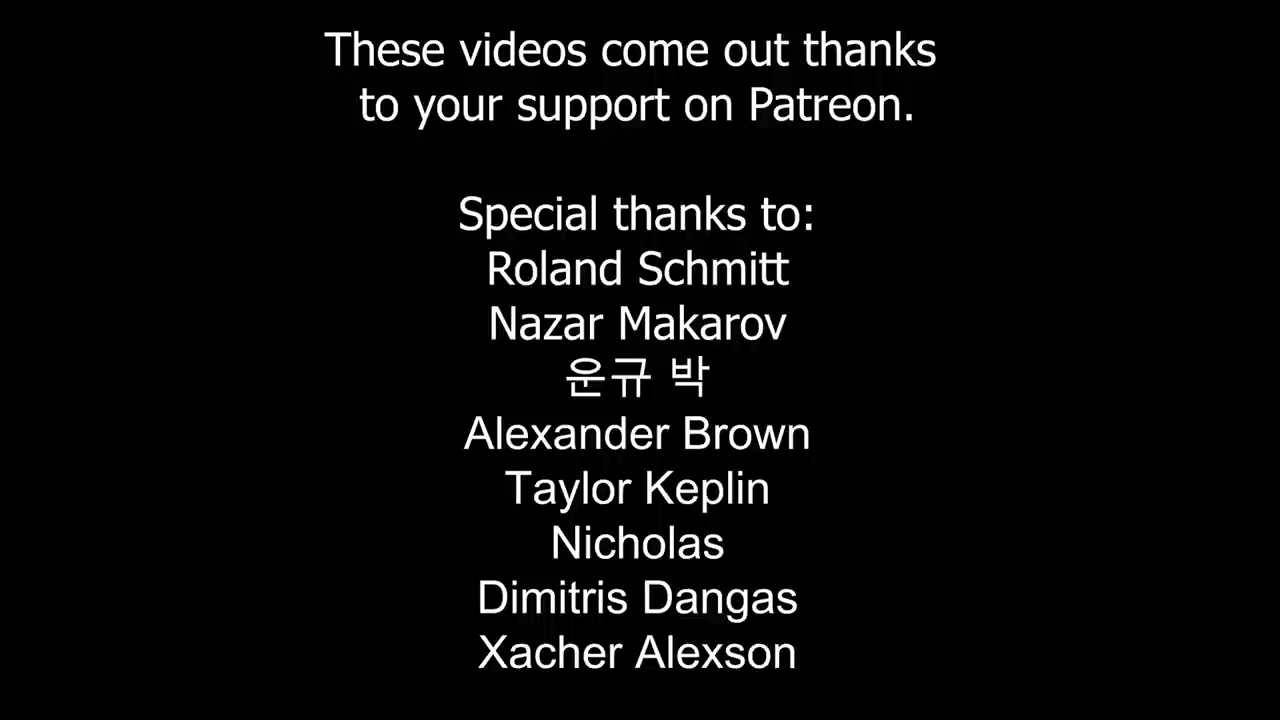 These videos come out thanks
to your support on Patreon.
Special thanks to:
Roland Schmitt
Nazar Makarov
운규 박
Alexander Brown
Taylor Keplin
Nicholas
Dimitris Dangas
Xacher Alexson